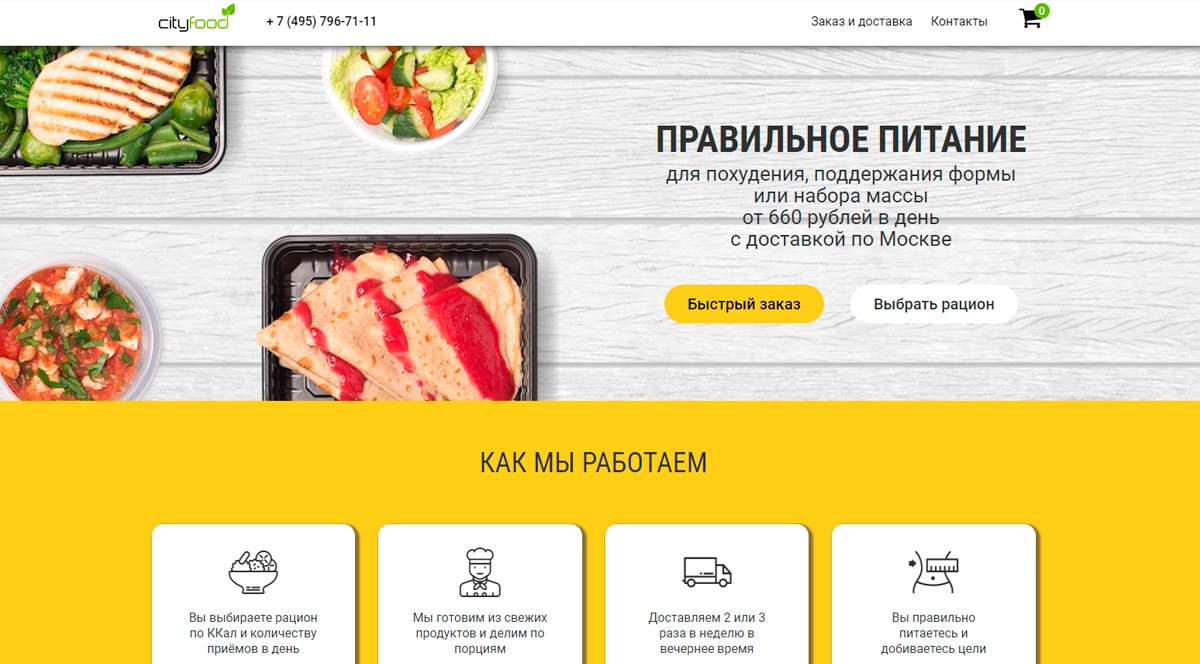 cityfood
+ 7 (495) 796-71-11
Заказ и доставка
Контакты
0
ПРАВИЛЬНОЕ ПИТАНИЕ
для похудения, поддержания формы
или набора массы
от 660 рублей в день
с доставкой по Москве
Быстрый заказ
Выбрать рацион
КАК МЫ РАБОТАЕМ
Вы выбираете рацион
по ККал и количеству
приёмов в день
Мы готовим из свежих
продуктов и делим по
порциям
Доставляем 2 или 3
раза в неделю в
вечернее время
Вы правильно
питаетесь и
добиваетесь цели